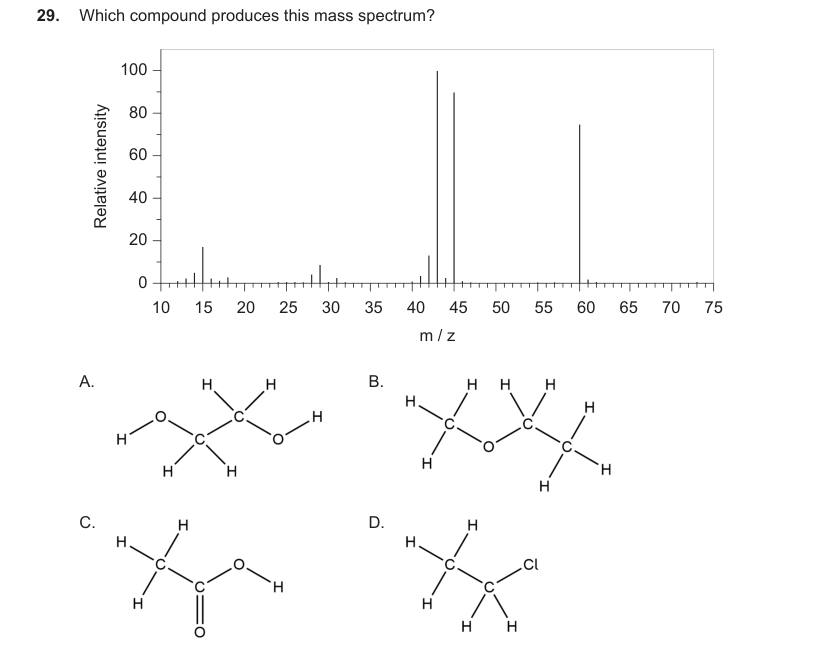 29. Which compound produces this mass spectrum?
100
80
60
40
20
0
Relative intensity
10 15 20 25 30 35 40 45 50 55 60 65 70 75
m / z
A.
H H
O C H
H C O
H H
B.
H H H
H H
C C
O C
H H
H
C.
H
H
C O
C H
H
O
D.
H
H
C Cl
C
H
H H